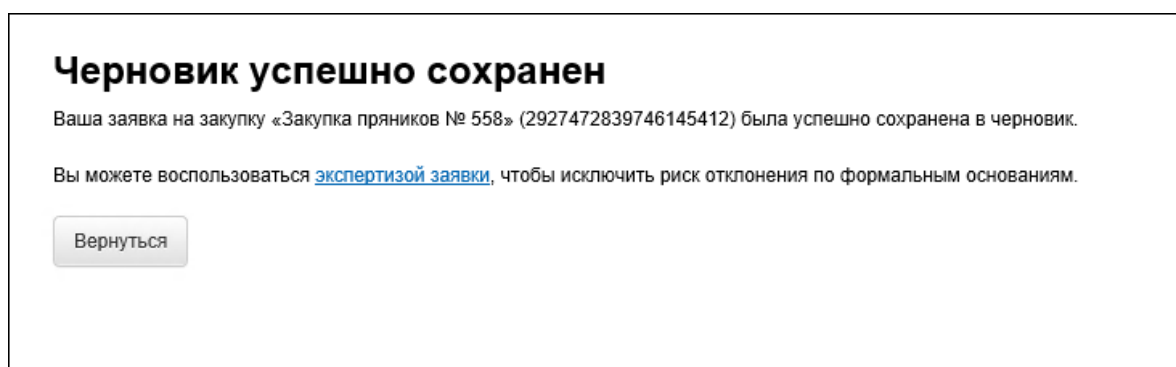 Черновик успешно сохранен
Ваша заявка на закупку «Закупка пряников № 558» (2927472839746145412) была успешно сохранена в черновик.
Вы можете воспользоваться экспертизой заявки, чтобы исключить риск отклонения по формальным основаниям.
Вернуться